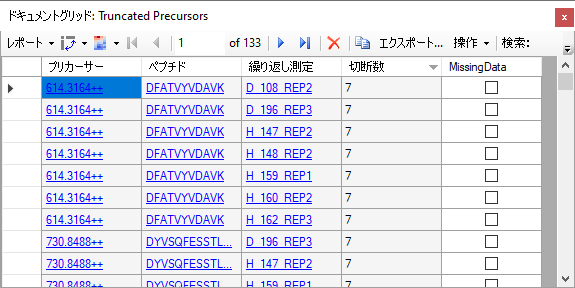 ドキュメントグリッド: Truncated Precursors
レポート 1 of 133 エクスポート... 操作 検索:
プリカーサー ペプチド 繰り返し測定 切断数 MissingData
614.3164++ DFATVYVDAVK D_108_REP2 7
614.3164++ DFATVYVDAVK D_196_REP3 7
614.3164++ DFATVYVDAVK H_147_REP2 7
614.3164++ DFATVYVDAVK H_148_REP2 7
614.3164++ DFATVYVDAVK H_159_REP1 7
614.3164++ DFATVYVDAVK H_160_REP2 7
614.3164++ DFATVYVDAVK H_162_REP3 7
730.8488++ DYVSQFESSTL... D_196_REP3 7
730.8488++ DYVSQFESSTL... H_147_REP2 7
730.8488++ DYVSQFESSTL... H_159_REP1 7